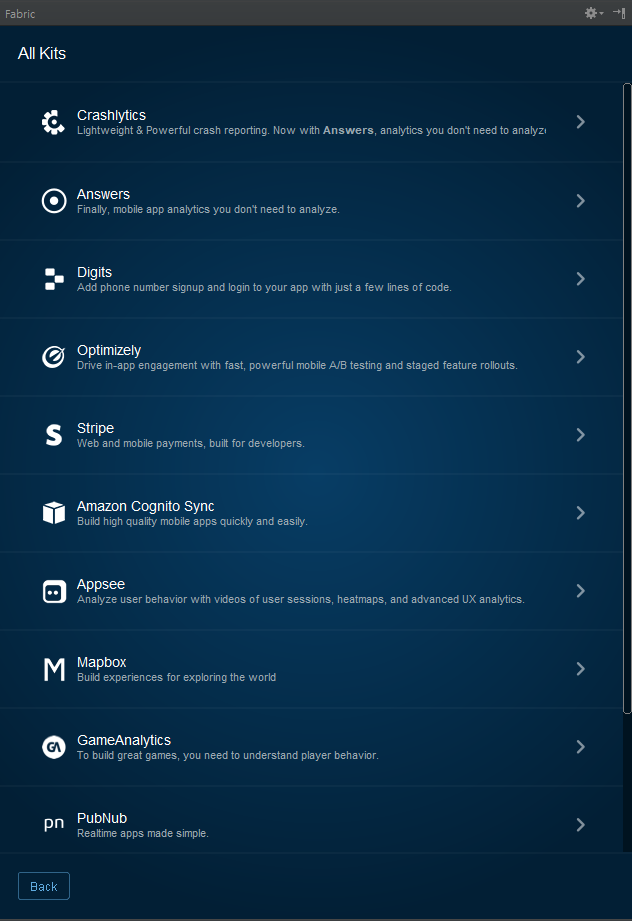 Fabric
All Kits
Crashlytics
Lightweight & Powerful crash reporting. Now with Answers, analytics you don't need to analyze
Answers
Finally, mobile app analytics you don't need to analyze.
Digits
Add phone number signup and login to your app with just a few lines of code.
Optimizely
Drive in-app engagement with fast, powerful mobile A/B testing and staged feature rollouts.
Stripe
Web and mobile payments, built for developers.
Amazon Cognito Sync
Build high quality mobile apps quickly and easily.
Appsee
Analyze user behavior with videos of user sessions, heatmaps, and advanced UX analytics.
Mapbox
Build experiences for exploring the world
GameAnalytics
To build great games, you need to understand player behavior.
pn
PubNub
Realtime apps made simple.
Back